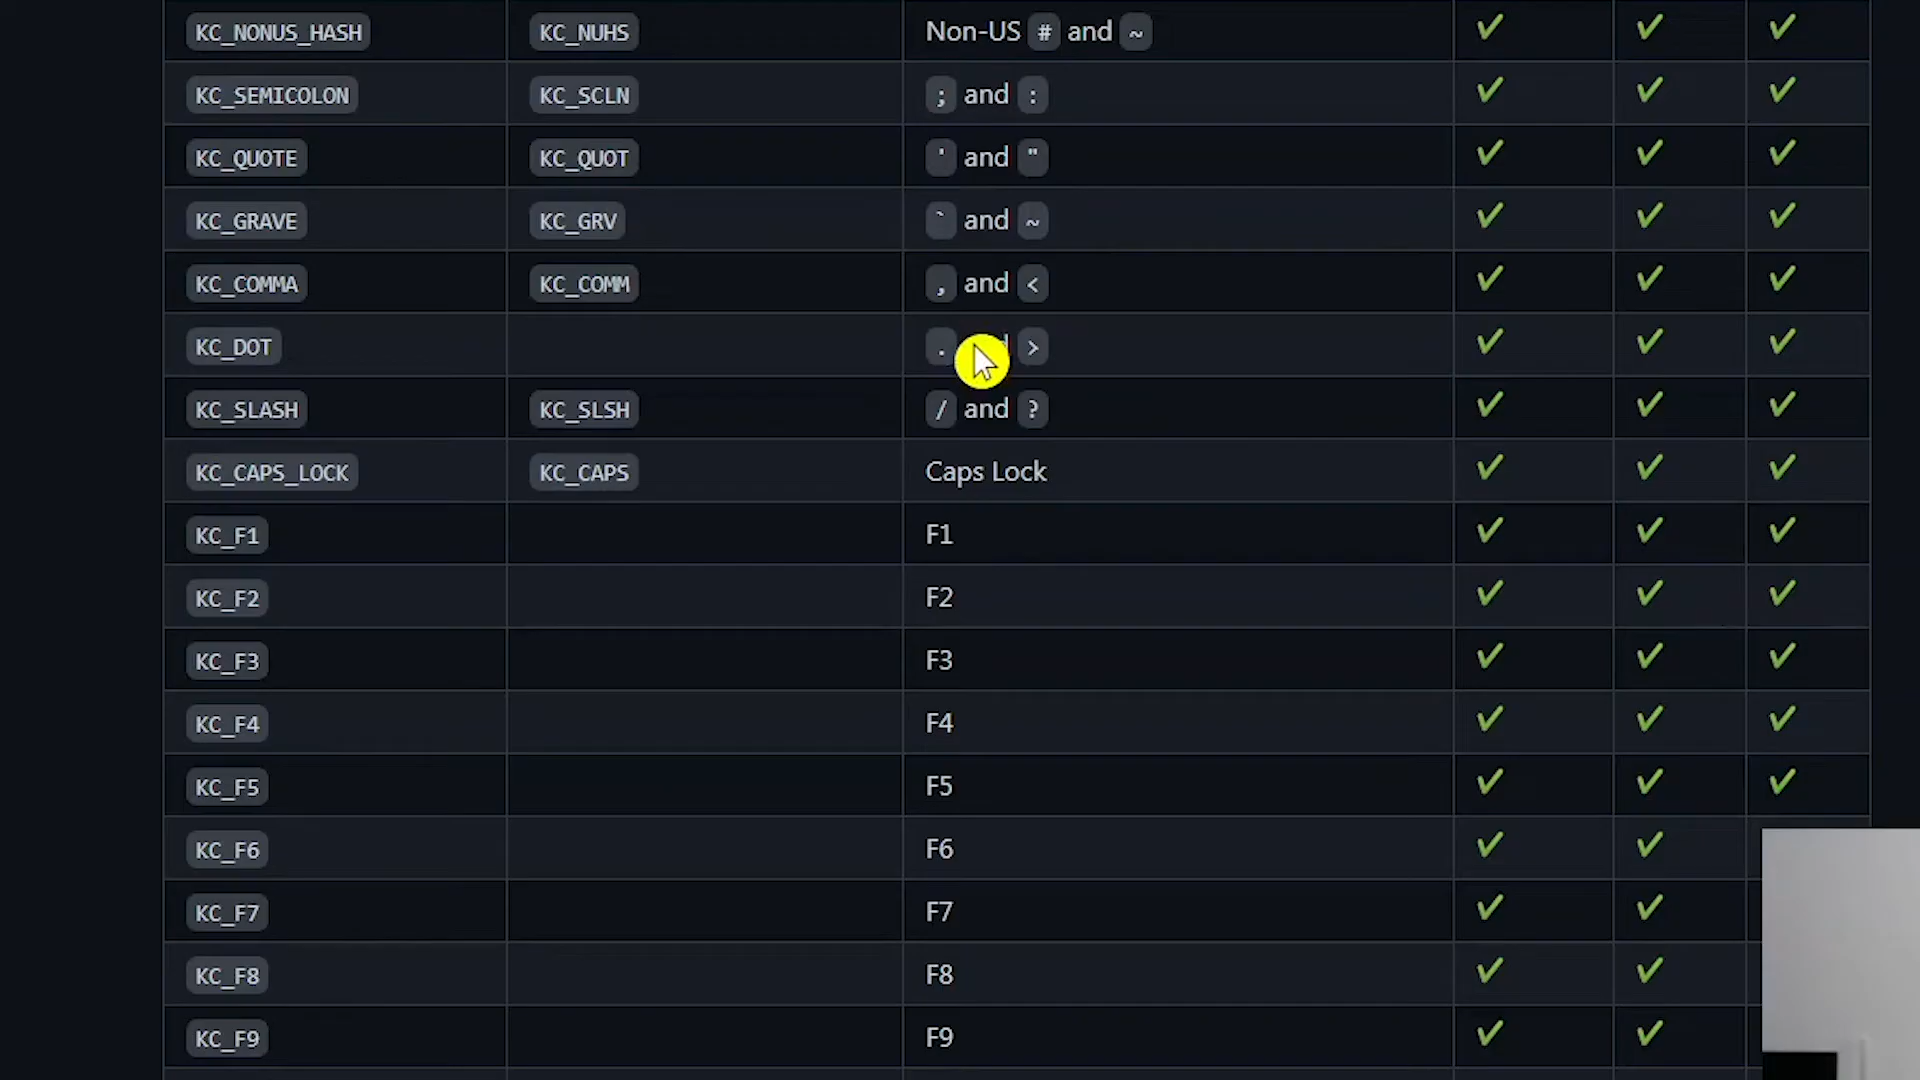 KC_NONUS_HASH KC_NUHS Non-US # and ~ ✔ ✔ ✔
KC_SEMICOLON KC_SCLN ; and : ✔ ✔ ✔
KC_QUOTE KC_QUOT ' and " ✔ ✔ ✔
KC_GRAVE KC_GRV ` and ~ ✔ ✔ ✔
KC_COMMA KC_COMM , and < ✔ ✔ ✔
KC_DOT . > ✔ ✔ ✔
KC_SLASH KC_SLSH / and ? ✔ ✔ ✔
KC_CAPS_LOCK KC_CAPS Caps Lock ✔ ✔ ✔
KC_F1 F1 ✔ ✔ ✔
KC_F2 F2 ✔ ✔ ✔
KC_F3 F3 ✔ ✔ ✔
KC_F4 F4 ✔ ✔ ✔
KC_F5 F5 ✔ ✔ ✔
KC_F6 F6 ✔ ✔
KC_F7 F7 ✔ ✔
KC_F8 F8 ✔ ✔
KC_F9 F9 ✔ ✔